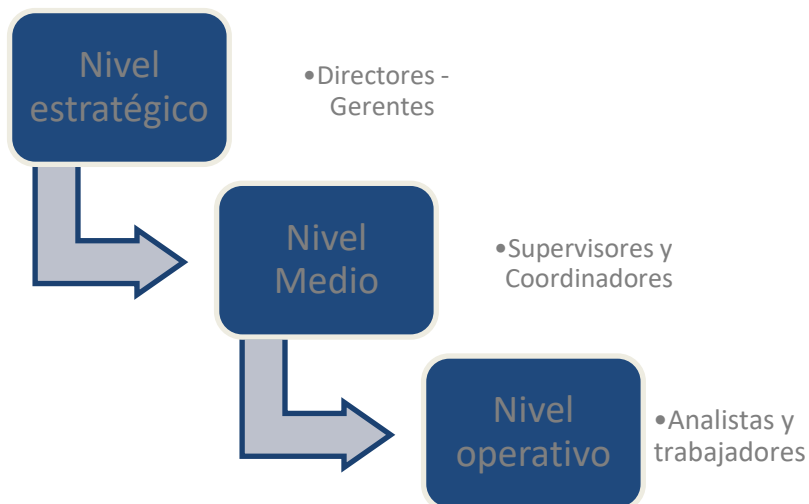 Nivel
estratégico
•Directores -
Gerentes
Nivel
Medio
•Supervisores y
Coordinadores
Nivel
operativo
•Analistas y
trabajadores